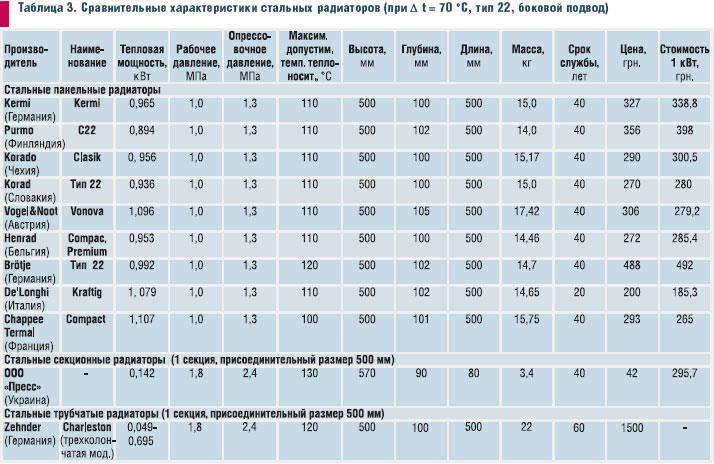 Таблица 3. Сравнительные характеристики стальных радиаторов (при Δ t = 70 °С, тип 22, боковой подвод)
Произво- Наиме- Тепловая Рабочее Опрессо- Максим. Высота, Глубина, Длина, Масса, Срок Цена, Стоимость
дитель нование мощность, давление, вочное допустим, мм мм мм кг службы, грн. 1 кВт,
кВт МПа давление, темп. тепло- лет грн.
МПа носит., °С
Стальные панельные радиаторы
Kermi Kermi 0,965 1,0 1,3 110 500 100 500 15,0 40 327 338,8
(Германия)
Purmo C22 0,894 1,0 1,3 110 500 102 500 14,0 40 356 398
(Финляндия)
Korado Clasik 0, 956 1,0 1,3 110 500 100 500 15,17 40 290 300,5
(Чехия)
Korad Тип 22 0,936 1,0 1,3 110 500 100 500 15,0 40 270 280
(Словакия)
Vogel&Noot Vonova 1,096 1,0 1,3 110 500 105 500 17,42 40 306 279,2
(Австрия)
Henrad Compac, 0,953 1,0 1,3 110 500 100 500 14,46 40 272 285,4
(Бельгия) Premium
Brötje Тип 22 0,992 1,0 1,3 120 500 102 500 14,7 40 488 492
(Германия)
De'Longhi Kraftig 1, 079 1,0 1,3 110 500 102 500 14,65 20 200 185,3
(Италия)
Chappee Compact 1,107 1,0 1,3 100 500 101 500 15,75 40 293 265
Termal
(Франция)
Стальные секционные радиаторы (1 секция, присоединительный размер 500 мм)
ООО - 0,142 1,8 2,4 130 570 90 80 3,4 40 42 295,7
«Пресс»
(Украина)
Стальные трубчатые радиаторы (1 секция, присоединительный размер 500 мм)
Zehnder Charleston 0,049- 1,8 2,4 120 500 100 500 22 60 1500 -
(Германия) (трехколон- 0,695
чатая мод.)